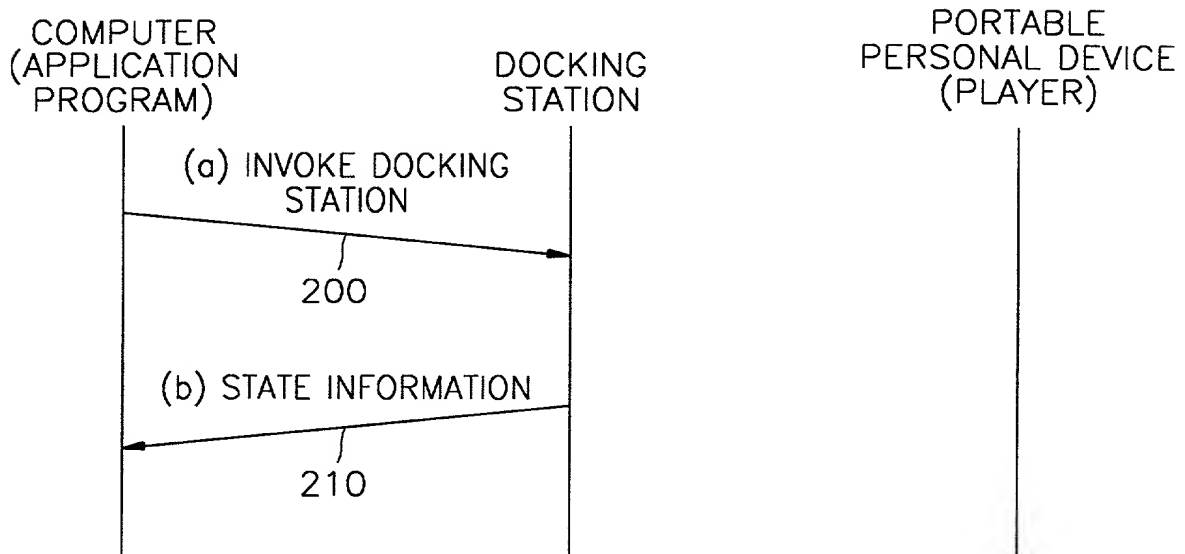 COMPUTER
(APPLICATION
PROGRAM)
DOCKING
STATION
PORTABLE
PERSONAL DEVICE
(PLAYER)
(a) INVOKE DOCKING
STATION
200
(b) STATE INFORMATION
210